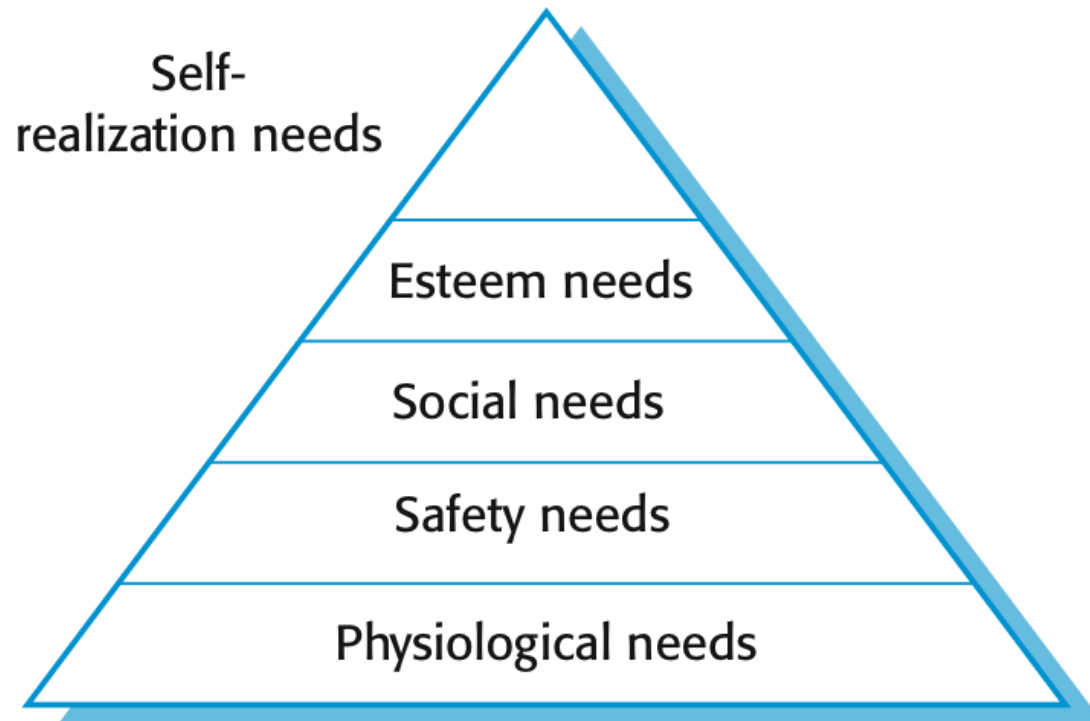 Self-
realization needs
Esteem needs
Social needs
Safety needs
Physiological needs